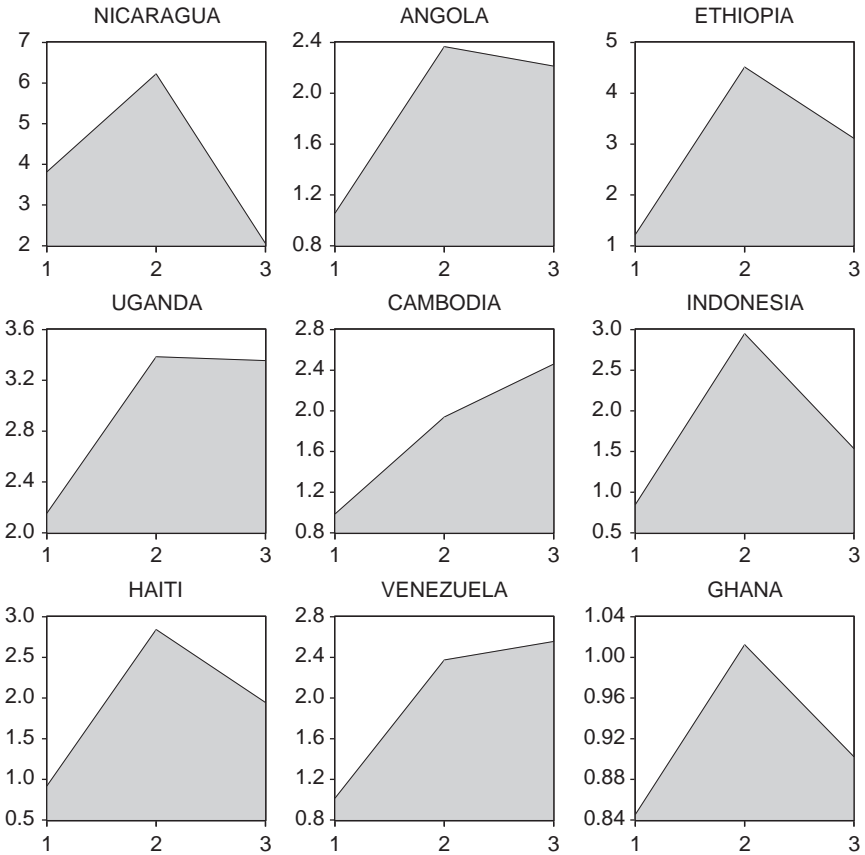 NICARAGUA
7
6
5
4
3
2
1 2 3
ANGOLA
2.4
2.0
1.6
1.2
0.8
1 2 3
ETHIOPIA
5
4
3
2
1
1 2 3
UGANDA
3.6
3.2
2.8
2.4
2.0
1 2 3
CAMBODIA
2.8
2.4
2.0
1.6
1.2
0.8
1 2 3
INDONESIA
3.0
2.5
2.0
1.5
1.0
0.5
1 2 3
HAITI
3.0
2.5
2.0
1.5
1.0
0.5
1 2 3
VENEZUELA
2.8
2.4
2.0
1.6
1.2
0.8
1 2 3
GHANA
1.04
1.00
0.96
0.92
0.88
0.84
1 2 3